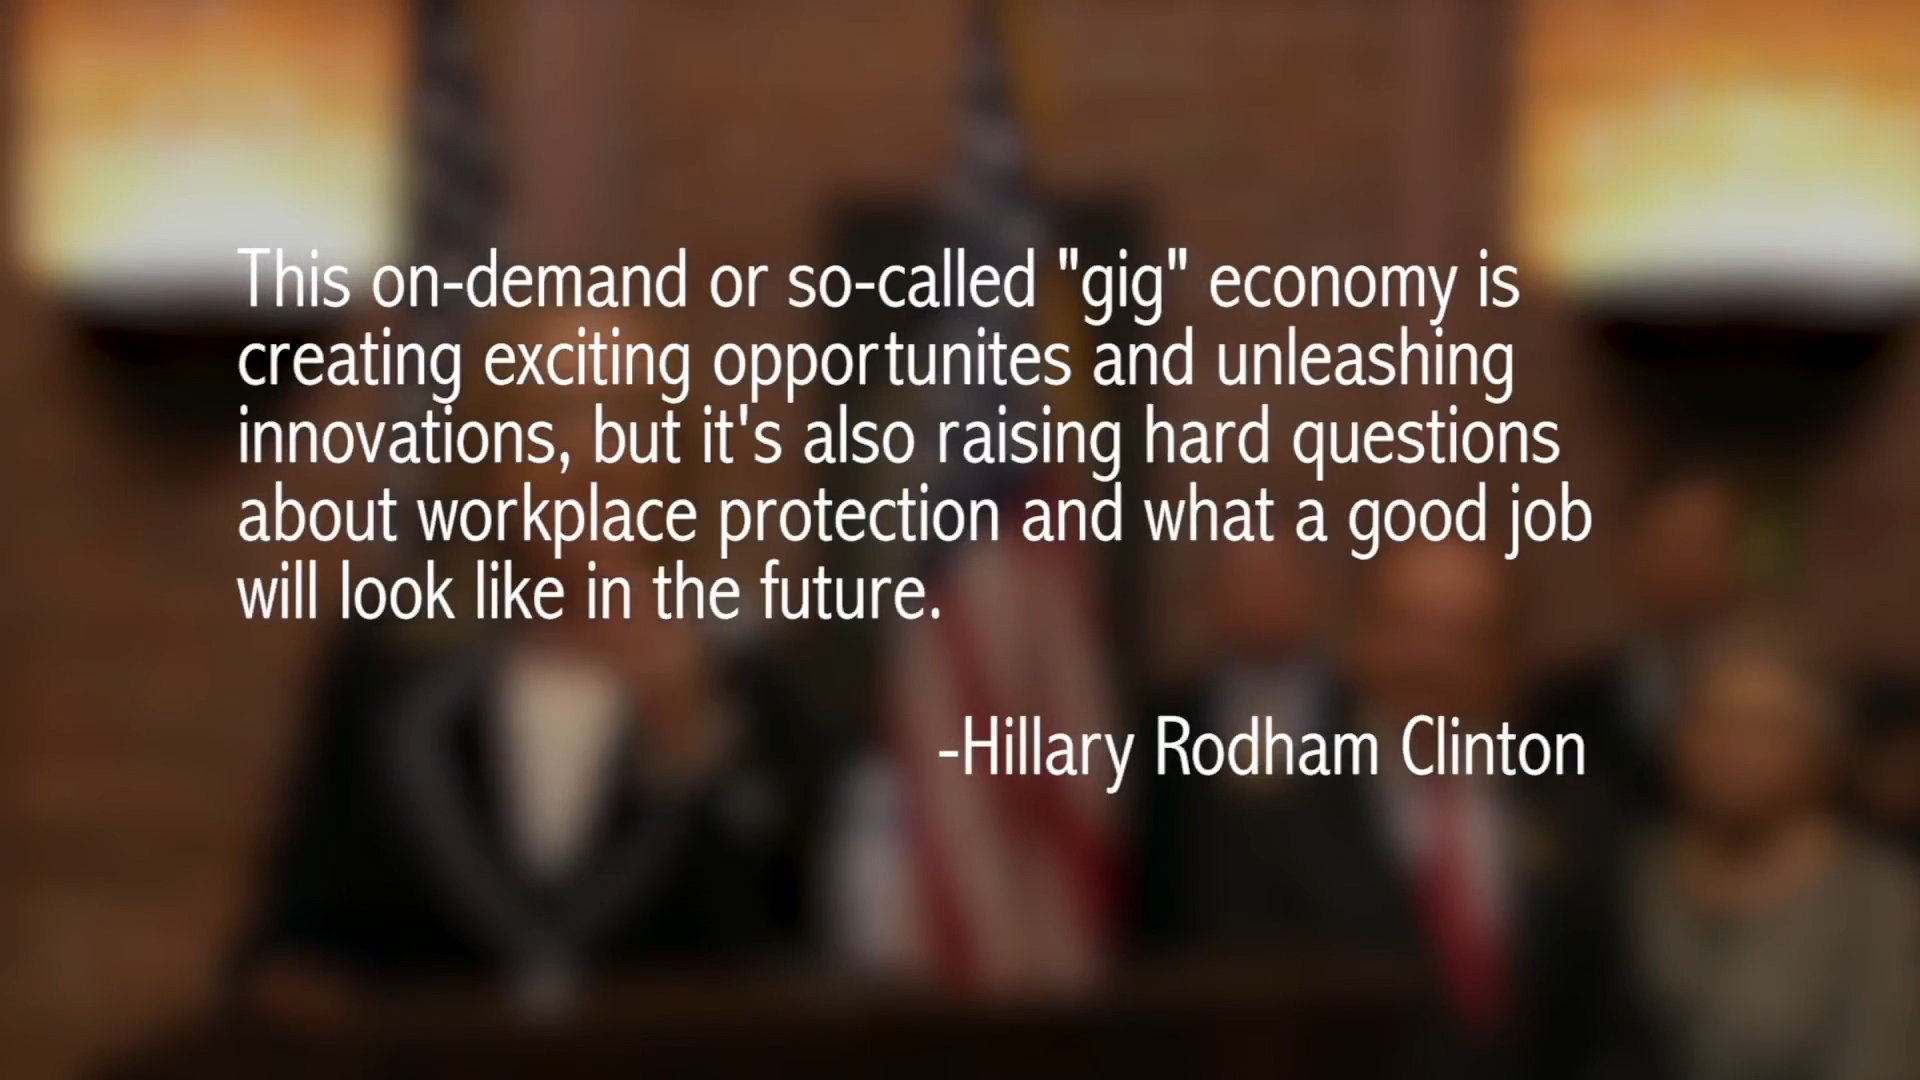 This on-demand or so-called "gig" economy is
creating exciting opportunites and unleashing
innovations, but it's also raising hard questions
about workplace protection and what a good job
will look like in the future.
-Hillary Rodham Clinton